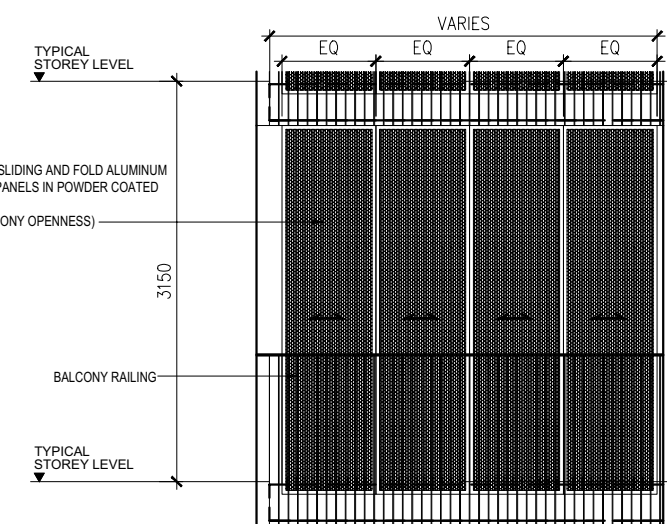 VARIES
EQ EQ EQ EQ
TYPICAL
STOREY LEVEL
SLIDING AND FOLD ALUMINUM
PANELS IN POWDER COATED
ONY OPENNESS)
3150
BALCONY RAILING
TYPICAL
STOREY LEVEL